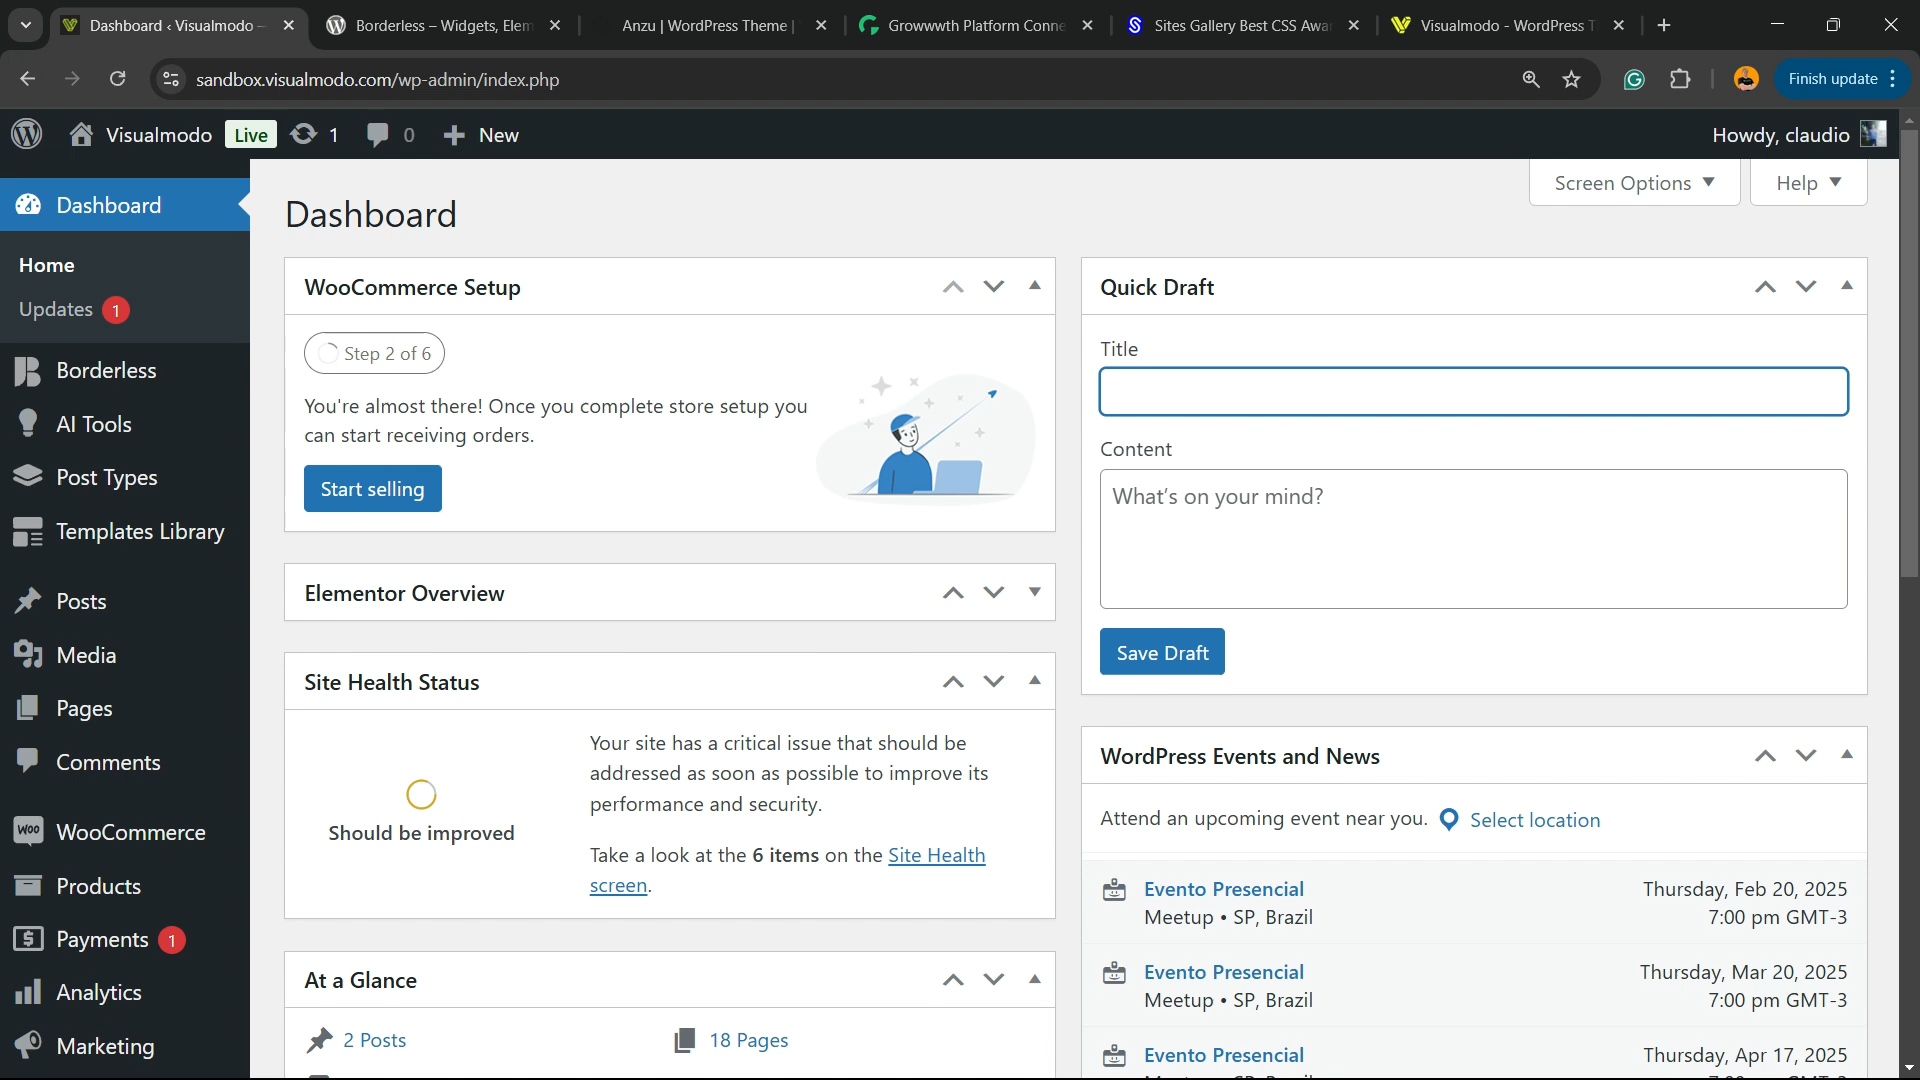 Dashboard ‹ Visualmodo –
Borderless – Widgets, Elem
Anzu | WordPress Theme |
Growwwth Platform Conne
Sites Gallery Best CSS Awa
Visualmodo - WordPress T
sandbox.visualmodo.com/wp-admin/index.php
Finish update
Visualmodo
Live
1
0
New
Howdy, claudio
Dashboard
Home
Updates 1
Borderless
AI Tools
Post Types
Templates Library
Posts
Media
Pages
Comments
WOO
WooCommerce
Products
Payments 1
Analytics
Marketing
Screen Options
Help
Dashboard
WooCommerce Setup
Step 2 of 6
You're almost there! Once you complete store setup you
can start receiving orders.
Start selling
Elementor Overview
Site Health Status
Should be improved
Your site has a critical issue that should be
addressed as soon as possible to improve its
performance and security.
Take a look at the 6 items on the Site Health
screen.
At a Glance
2 Posts
18 Pages
Quick Draft
Title
Content
What's on your mind?
Save Draft
WordPress Events and News
Attend an upcoming event near you.
Select location
Evento Presencial
Thursday, Feb 20, 2025
Meetup • SP, Brazil
7:00 pm GMT-3
Evento Presencial
Thursday, Mar 20, 2025
Meetup • SP, Brazil
7:00 pm GMT-3
Evento Presencial
Thursday, Apr 17, 2025